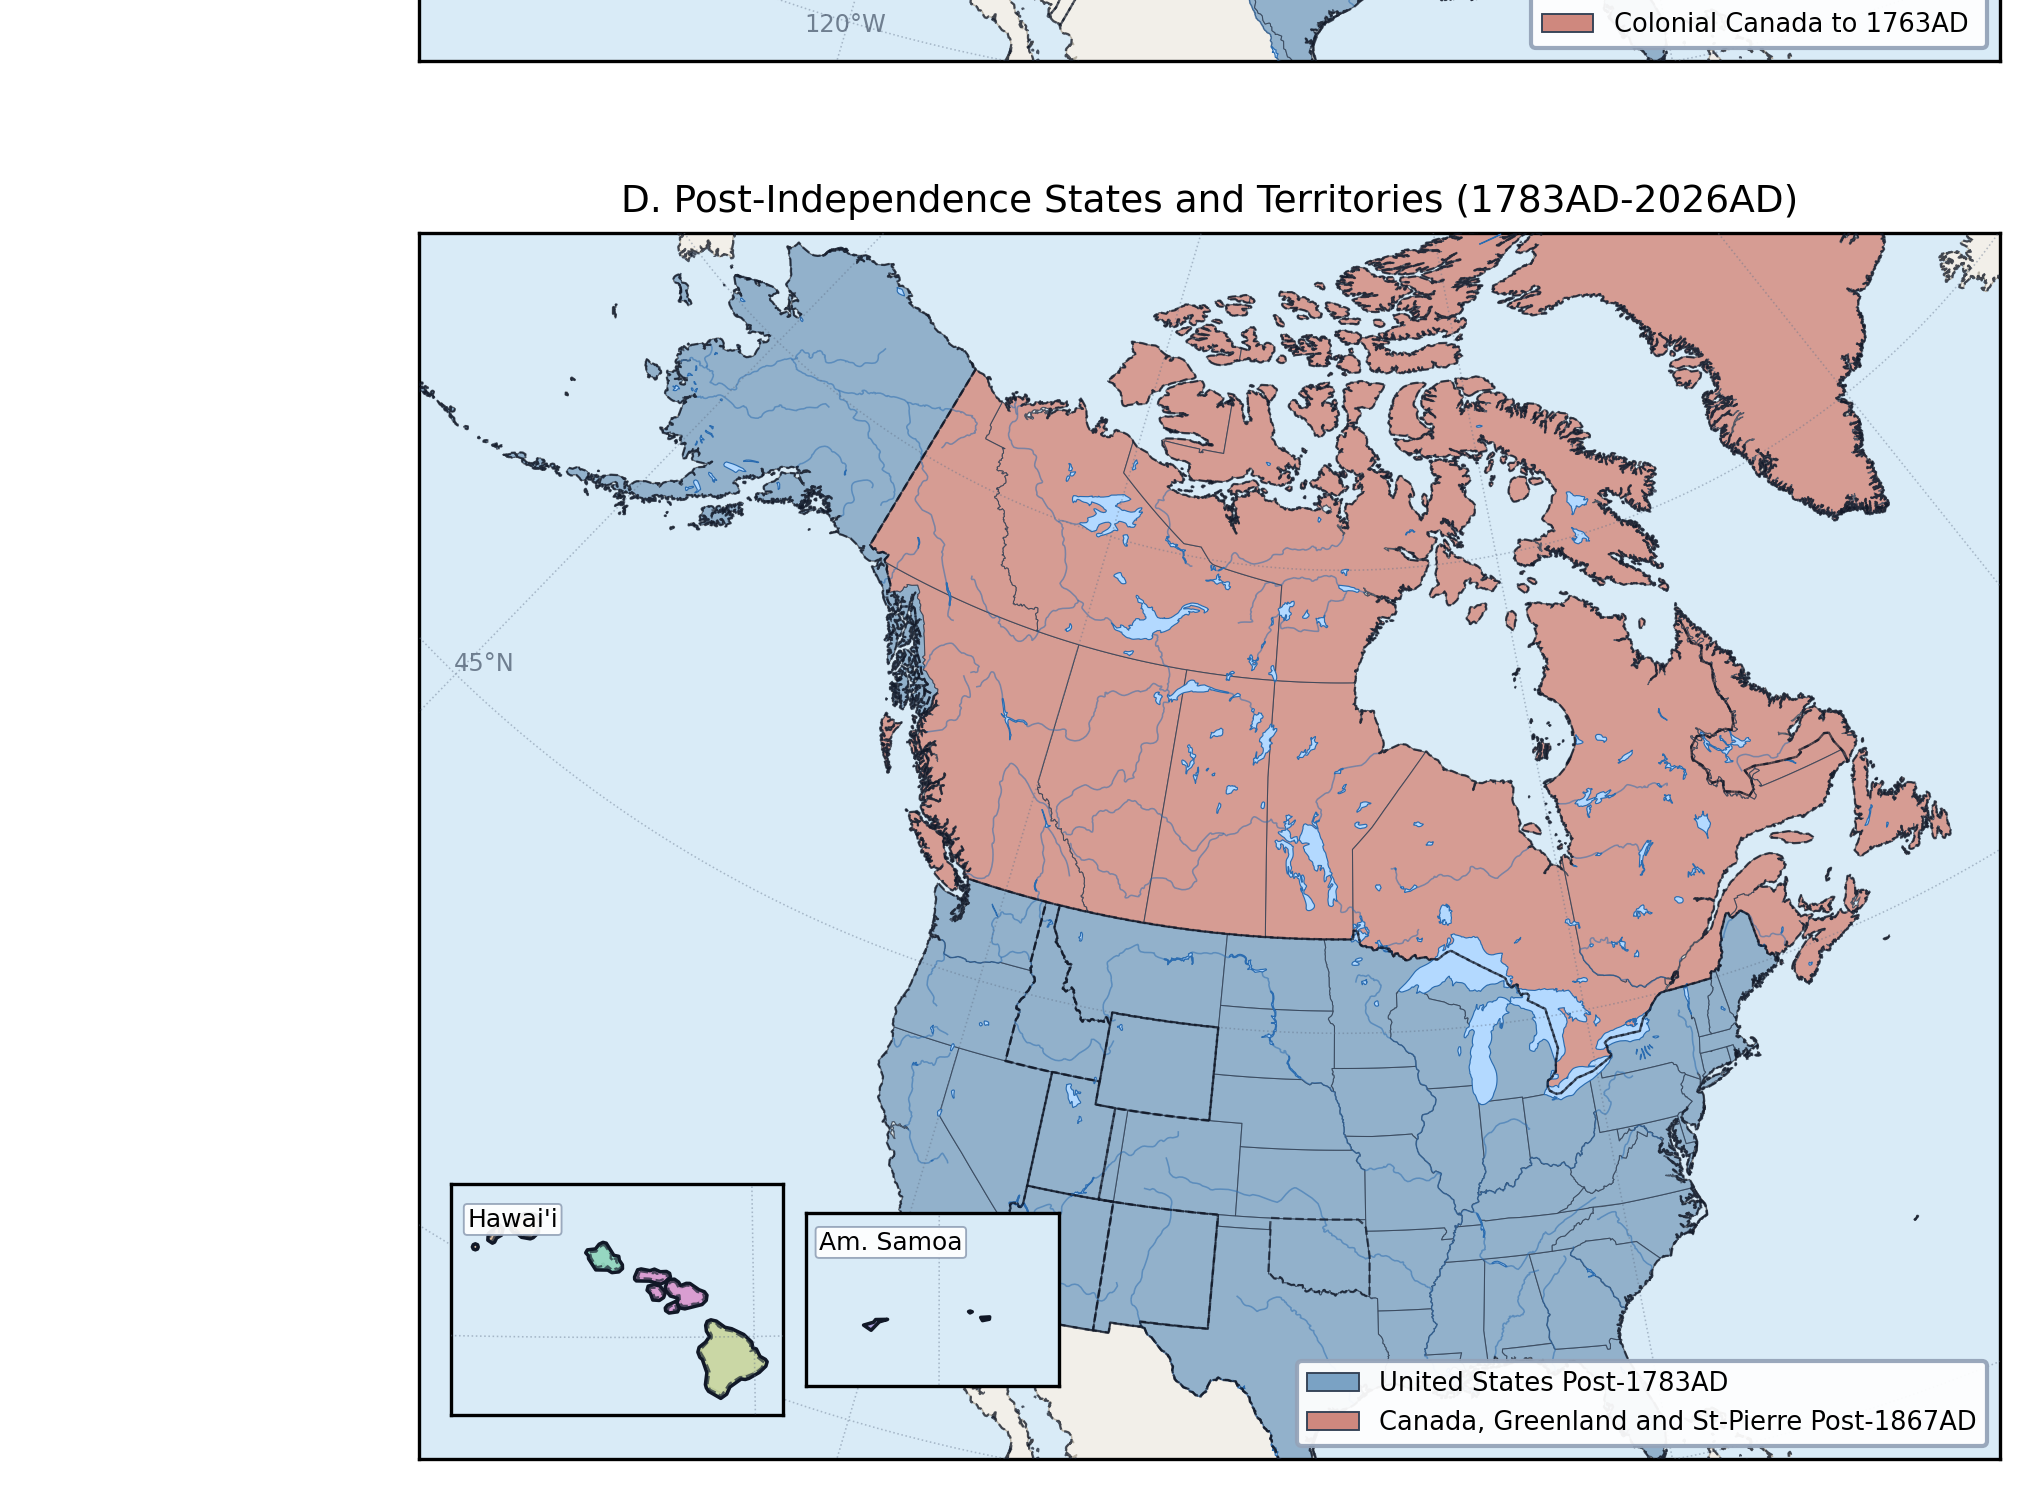 120°W
Colonial Canada to 1763AD
D. Post-Independence States and Territories (1783AD-2026AD)
45°N
Hawai'i
Am. Samoa
United States Post-1783AD
Canada, Greenland and St-Pierre Post-1867AD